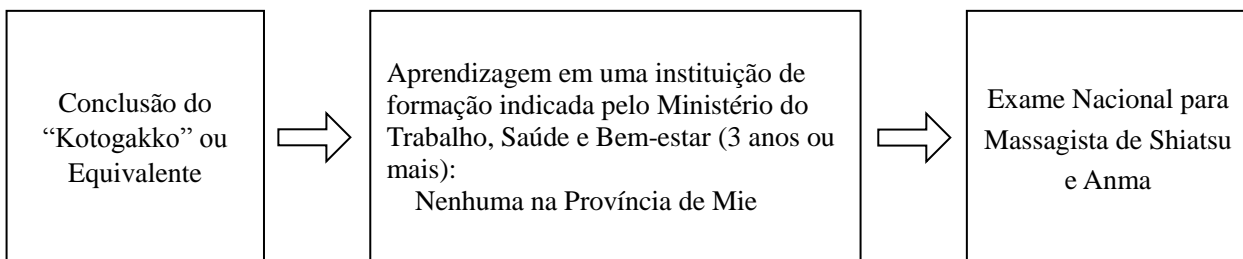 Conclusão do
“Kotogakko” ou
Equivalente
Aprendizagem em uma instituição de
formação indicada pelo Ministério do
Trabalho, Saúde e Bem-estar (3 anos ou
mais):
Nenhuma na Província de Mie
Exame Nacional para
Massagista de Shiatsu
e Anma